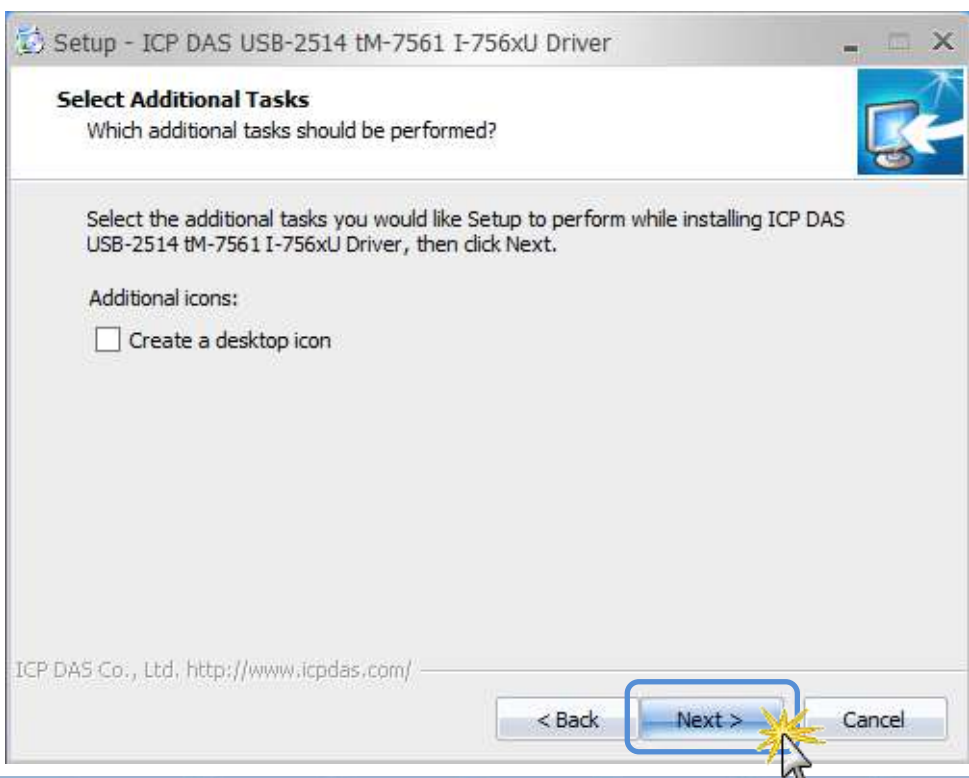 Setup - ICP DAS USB-2514 tM-7561 I-756xU Driver
Select Additional Tasks
Which additional tasks should be performed?
Select the additional tasks you would like Setup to perform while installing ICP DAS
USB-2514 tM-7561 I-756xU Driver, then click Next.
Additional icons:
Create a desktop icon
ICP DAS Co., Ltd. http://www.icpdas.com/
< Back Next > Cancel